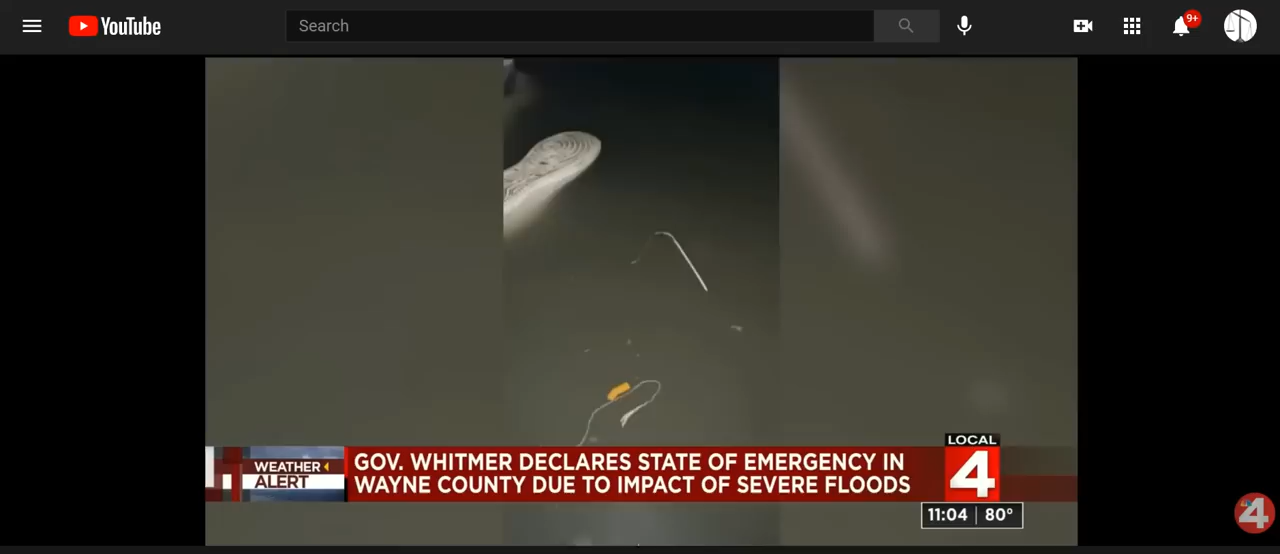 YouTube
Search
9+
WEATHER
ALERT
GOV. WHITMER DECLARES STATE OF EMERGENCY IN
WAYNE COUNTY DUE TO IMPACT OF SEVERE FLOODS
LOCAL
4
11:04 80°
4